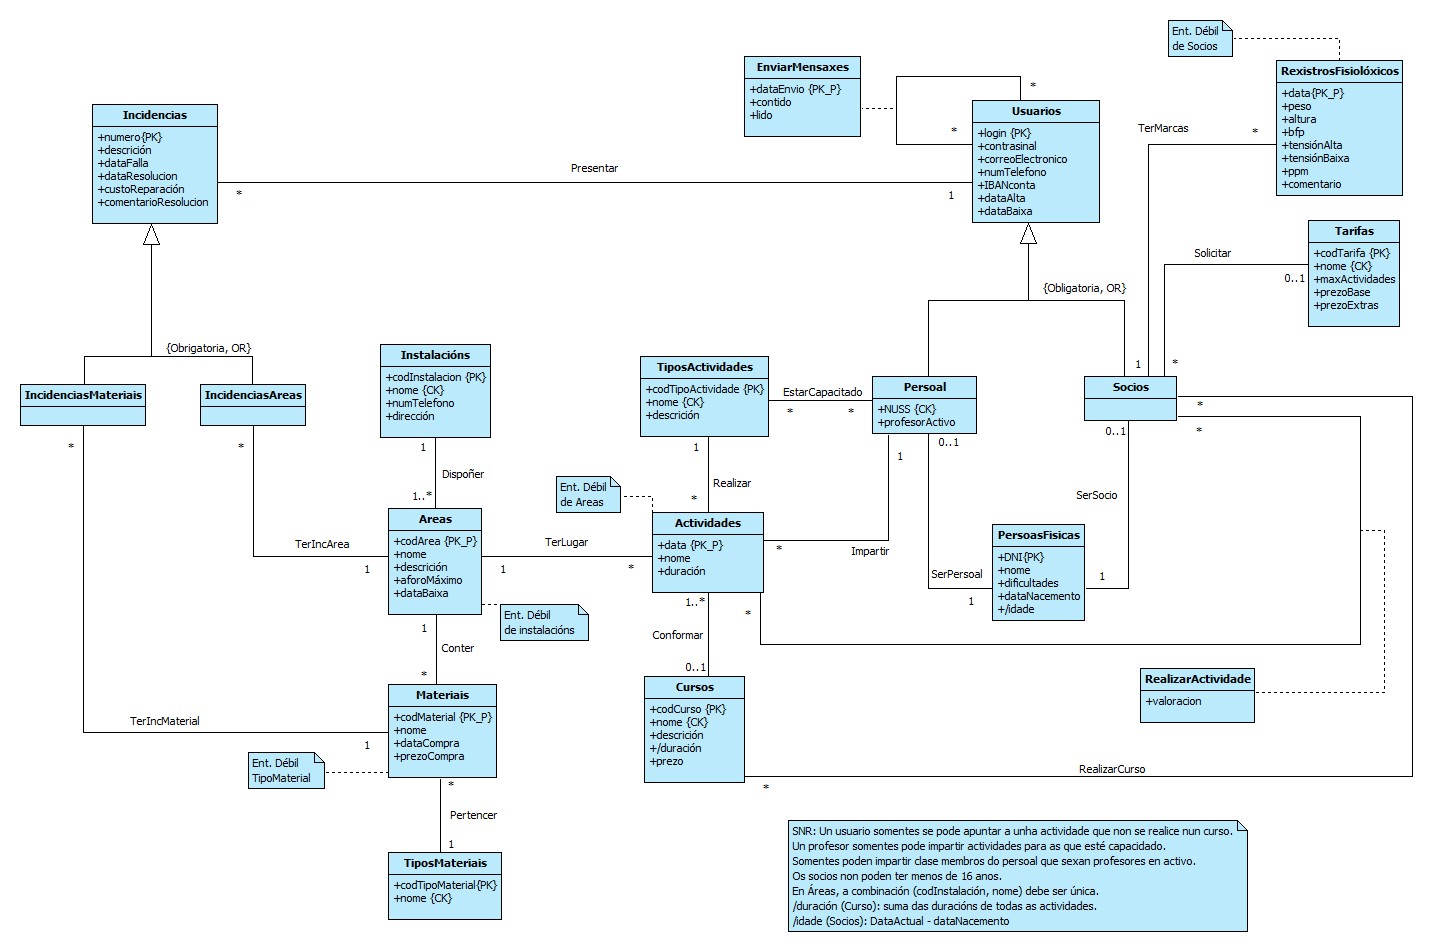 Ent. Débil
de Socios
EnviarMensaxes
+dataEnvio {PK_P}
+contido
+lido
*
*
Usuarios
+login {PK}
+contrasinal
+correoElectronico
+numTelefono
+IBANconta
+dataAlta
+dataBaixa
RexistrosFisiolóxicos
+data{PK_P}
+peso
+altura
+bfp
+tensiónAlta
+tensiónBaixa
+ppm
+comentario
TerMarcas
*
1
Incidencias
+numero{PK}
+descrición
+dataFalla
+dataResolucion
+custoReparación
+comentarioResolucion
Presentar
*
1
Tarifas
+codTarifa {PK}
+nome {CK}
+maxActividades
+prezoBase
+prezoExtras
Solicitar
0..1
*
{Obligatoria, OR}
{Obrigatoria, OR}
IncidenciasMateriais
IncidenciasAreas
*
*
Instalacións
+codInstalacion {PK}
+nome {CK}
+numTelefono
+dirección
1
Dispoñer
1..*
TiposActividades
+codTipoActividade {PK}
+nome {CK}
+descrición
EstarCapacitado
*
*
Persoal
+NUSS {CK}
+profesorActivo
Socios
*
*
0..1
0..1
1
1
Realizar
*
Ent. Débil
de Areas
SerSocio
Areas
+codArea {PK_P}
+nome
+descrición
+aforoMáximo
+dataBaixa
TerIncArea
1
TerLugar
1
*
Actividades
+data {PK_P}
+nome
+duración
*
Impartir
PersoasFisicas
+DNI{PK}
+nome
+dificultades
+dataNacemento
+/idade
SerPersoal
1
1
Ent. Débil
de instalacións
1
Conter
*
1..*
*
Conformar
0..1
Materiais
+codMaterial {PK_P}
+nome
+dataCompra
+prezoCompra
TerIncMaterial
1
Ent. Débil
TipoMaterial
Cursos
+codCurso {PK}
+nome {CK}
+descrición
+/duración
+prezo
RealizarActividade
+valoracion
RealizarCurso
*
*
Pertencer
1
TiposMateriais
+codTipoMaterial{PK}
+nome {CK}
SNR: Un usuario somentes se pode apuntar a unha actividade que non se realice nun curso.
Un profesor somentes pode impartir actividades para as que esté capacidado.
Somentes poden impartir clase membros do persoal que sexan profesores en activo.
Os socios non poden ter menos de 16 anos.
En Áreas, a combinación (codInstalación, nome) debe ser única.
/duración (Curso): suma das duracións de todas as actividades.
/idade (Socios): DataActual - dataNacemento